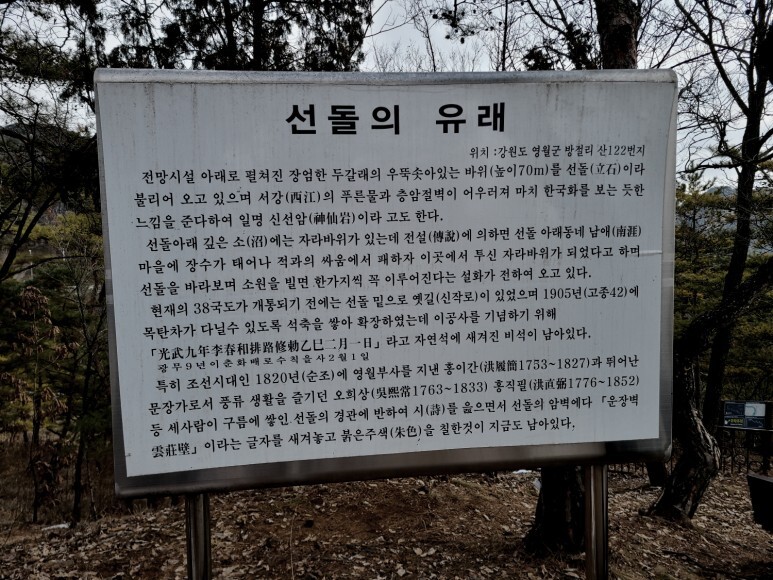 선돌의 유래
위치 : 강원도 영월군 방절리 산122번지
전망시설 아래로 펼쳐진 장엄한 두갈래의 우뚝솟아있는 바위(높이70m)를 선돌(立石)이라
불리어 오고 있으며 서강(西江)의 푸른물과 층암절벽이 어우러져 마치 한국화를 보는 듯한
느낌을 준다하여 일명 신선암(神仙岩)이라 고도 한다.
선돌아래 깊은 소(沼)에는 자라바위가 있는데 전설(傳說)에 의하면 선돌 아래동네 남애(南涯)
마을에 장수가 태어나 적과의 싸움에서 패하자 이곳에서 투신 자라바위가 되었다고 하며
선돌을 바라보며 소원을 빌면 한가지씩 꼭 이루어진다는 설화가 전하여 오고 있다.
현재의 38국도가 개통되기 전에는 선돌 밑으로 옛길(신작로)이 있었으며 1905년(고종42)에
목탄차가 다닐수 있도록 석축을 쌓아 확장하였는데 이공사를 기념하기 위해
「光武九年李春和排路修勅乙巳二月一日」라고 자연석에 새겨진 비석이 남아있다.
광무9년이춘화배로수칙을사2월1일
특히 조선시대인 1820년(순조)에 영월부사를 지낸 홍이간(洪履簡1753~1827)과 뛰어난
문장가로서 풍류 생활을 즐기던 오희상(吳熙常1763~1833) 홍직필(洪直弼1776~1852)
등 세사람이 구름에 쌓인 선돌의 경관에 반하여 시(詩)를 읊으면서 선돌의 암벽에다 「운장벽
雲莊壁」이라는 글자를 새겨놓고 붉은주색(朱色)을 칠한것이 지금도 남아있다.